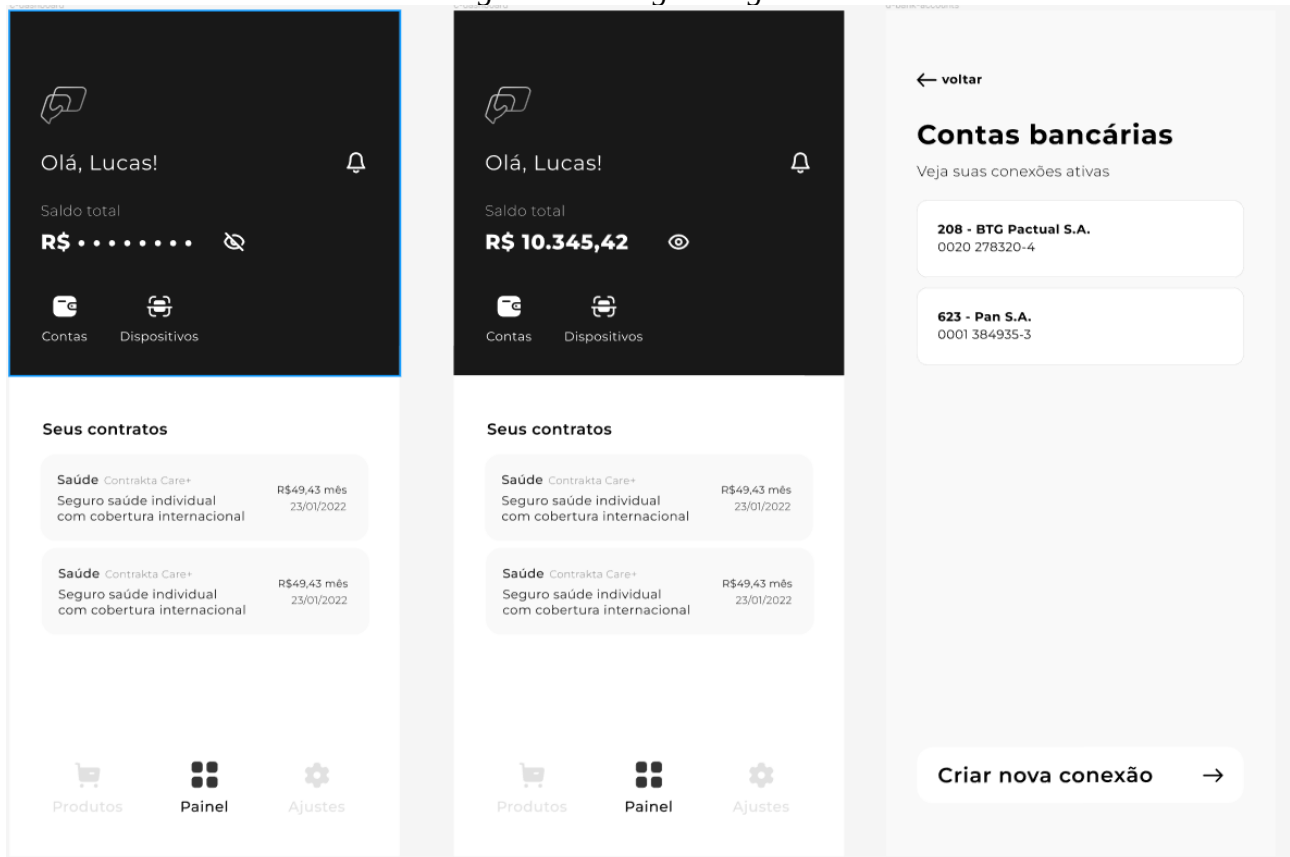 Olá, Lucas!
Saldo total
R$ • • • • • • • •
Contas
Dispositivos
Seus contratos
Saúde Contrakta Care+
Seguro saúde individual
com cobertura internacional
R$49,43 mês
23/01/2022
Saúde Contrakta Care+
Seguro saúde individual
com cobertura internacional
R$49,43 mês
23/01/2022
Produtos
Painel
Ajustes
Olá, Lucas!
Saldo total
R$ 10.345,42
Contas
Dispositivos
Seus contratos
Saúde Contrakta Care+
Seguro saúde individual
com cobertura internacional
R$49,43 mês
23/01/2022
Saúde Contrakta Care+
Seguro saúde individual
com cobertura internacional
R$49,43 mês
23/01/2022
Produtos
Painel
Ajustes
← voltar
Contas bancárias
Veja suas conexões ativas
208 - BTG Pactual S.A.
0020 278320-4
623 - Pan S.A.
0001 384935-3
Criar nova conexão →